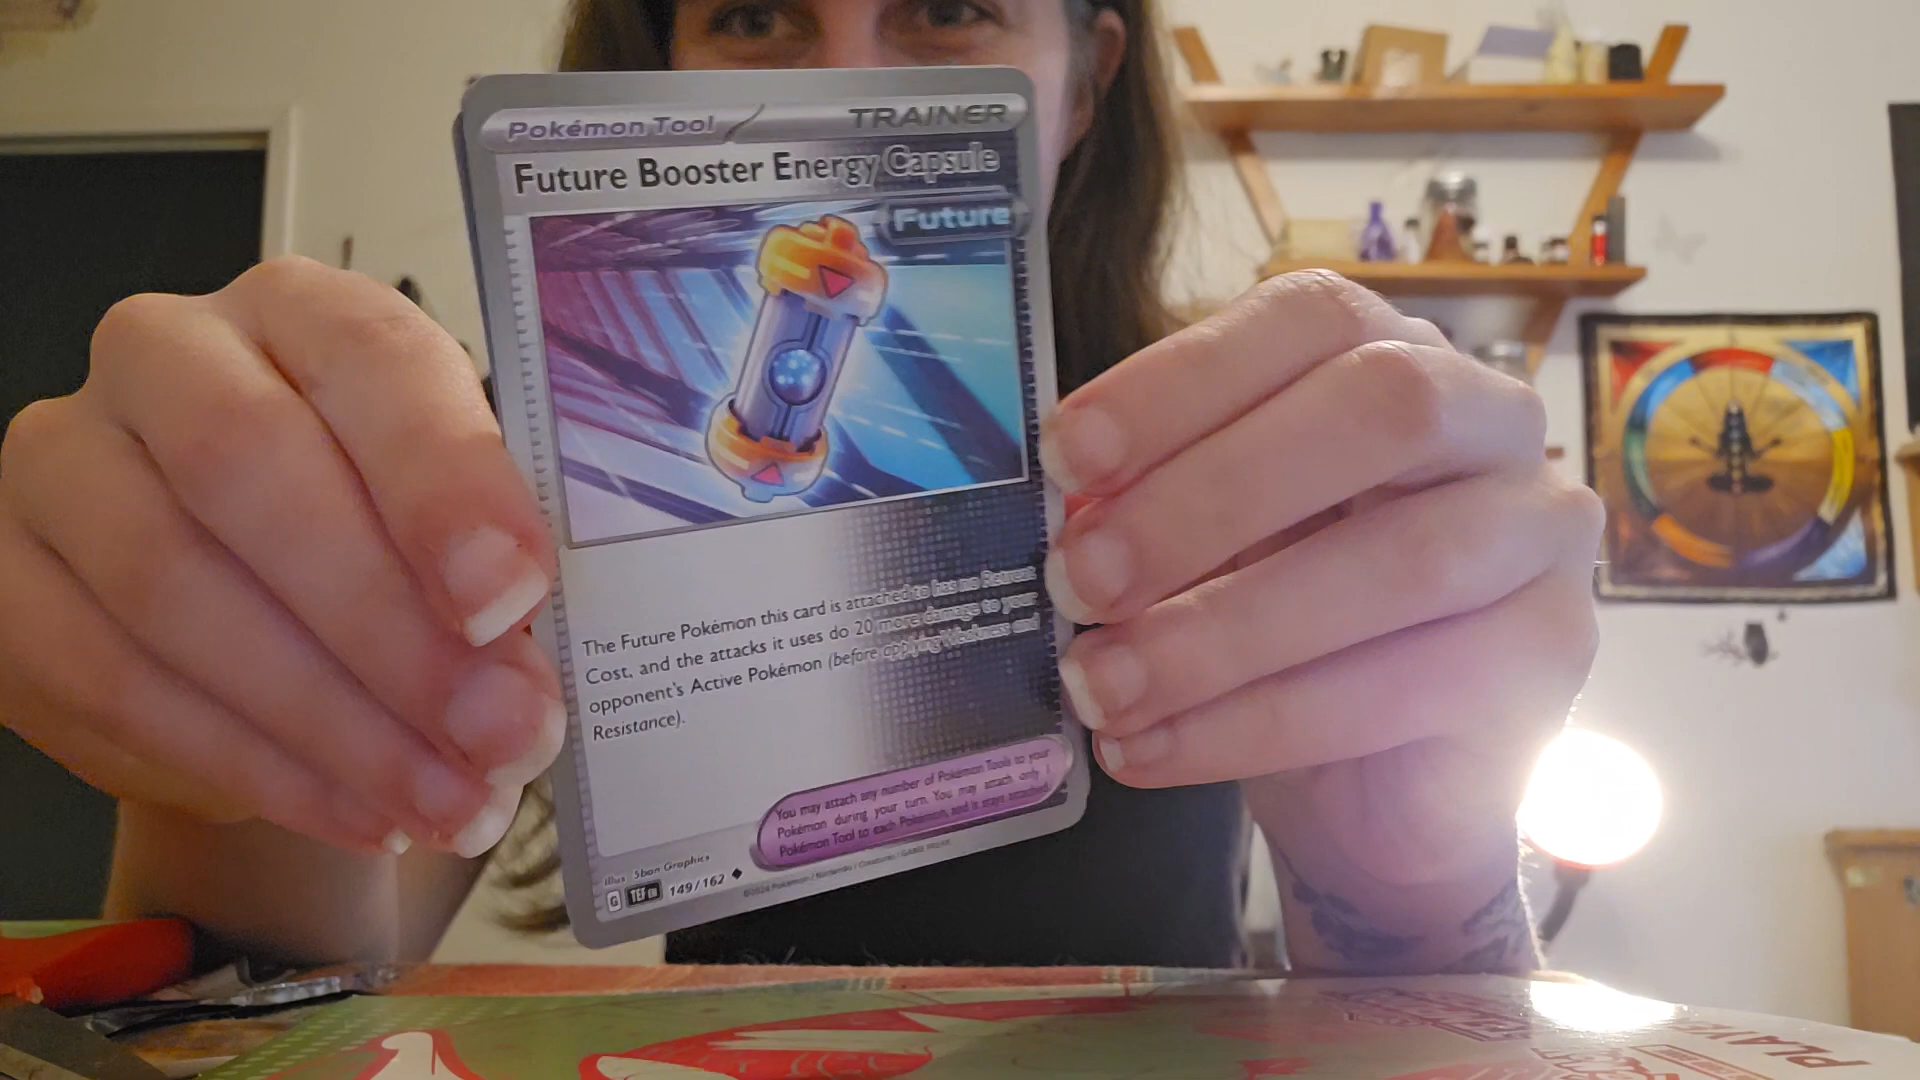 Pokémon Tool TRAINER
Future Booster Energy Capsule
Future
The Future Pokémon this card is attached to has no Retreat
Cost, and the attacks it uses do 20 more damage to your
opponent's Active Pokémon (before applying Weakness and
Resistance).
You may attach any number of Pokémon Tools to your
Pokémon during your turn. You may attach only 1
Pokémon Tool to each Pokémon, and it stays attached.
Illus. 5ban Graphics
G TEF EN 149/162
©2024 Pokémon / Nintendo / Creatures / GAME FREAK
PLAY